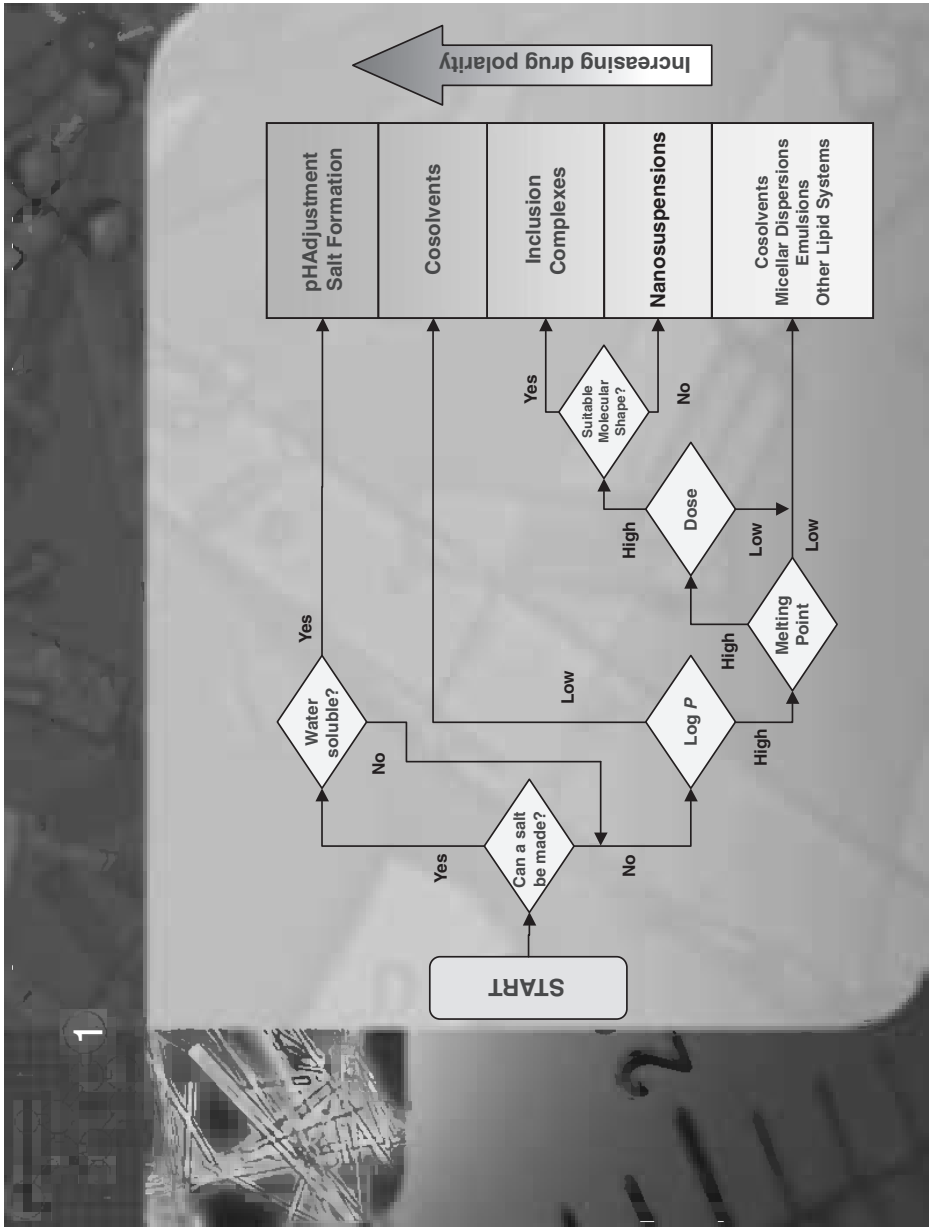 1
START
Can a salt
be made?
Yes
No
Water
soluble?
Yes
No
Log P
Low
High
Melting
Point
High
Low
Dose
High
Low
Suitable
Molecular
Shape?
Yes
No
pHAdjustment
Salt Formation
Cosolvents
Inclusion
Complexes
Nanosuspensions
Cosolvents
Micellar Dispersions
Emulsions
Other Lipid Systems
Increasing drug polarity
2